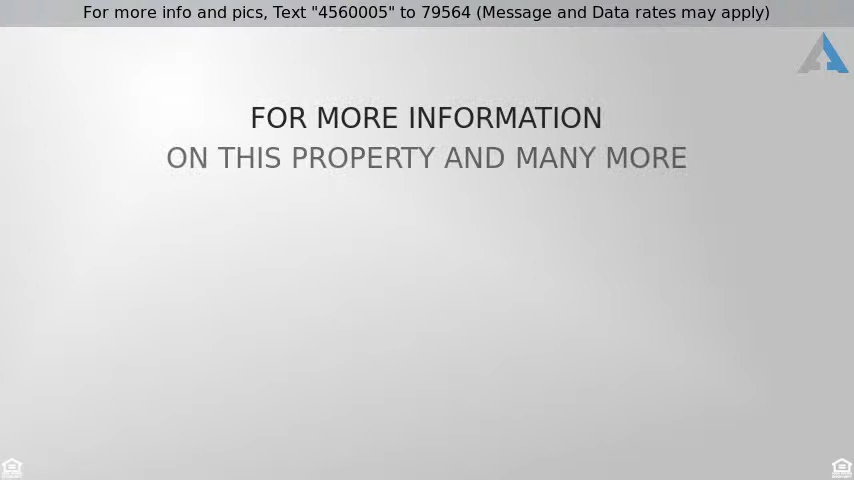 For more info and pics, Text "4560005" to 79564 (Message and Data rates may apply)
FOR MORE INFORMATION
ON THIS PROPERTY AND MANY MORE